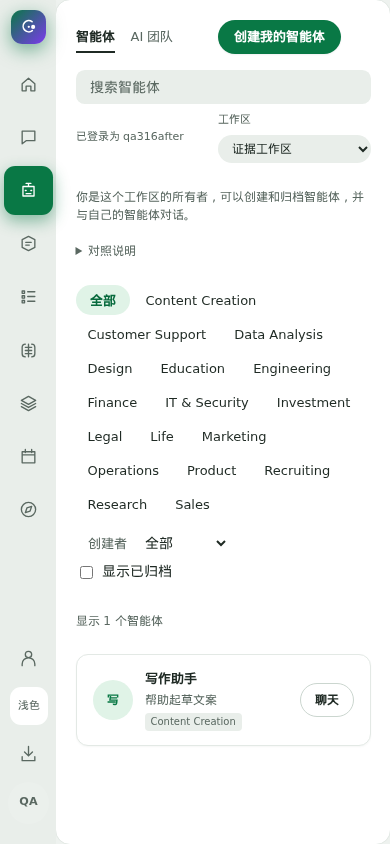 智能体 AI 团队 创建我的智能体
搜索智能体
工作区
已登录为 qa316after
证据工作区
你是这个工作区的所有者，可以创建和归档智能体，并
与自己的智能体对话。
对照说明
全部 Content Creation
Customer Support Data Analysis
Design Education Engineering
Finance IT & Security Investment
Legal Life Marketing
Operations Product Recruiting
Research Sales
创建者 全部
显示已归档
显示 1 个智能体
写作助手
写 帮助起草文案 聊天
Content Creation
浅色
QA